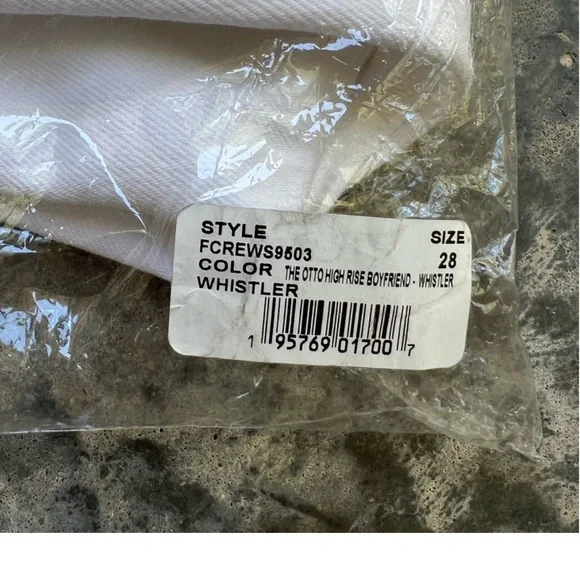 STYLE
SIZE
FCREWS9503
28
COLOR THE OTTO HIGH RISE BOYFRIEND - WHISTLER
WHISTLER
1 95769 01700 7